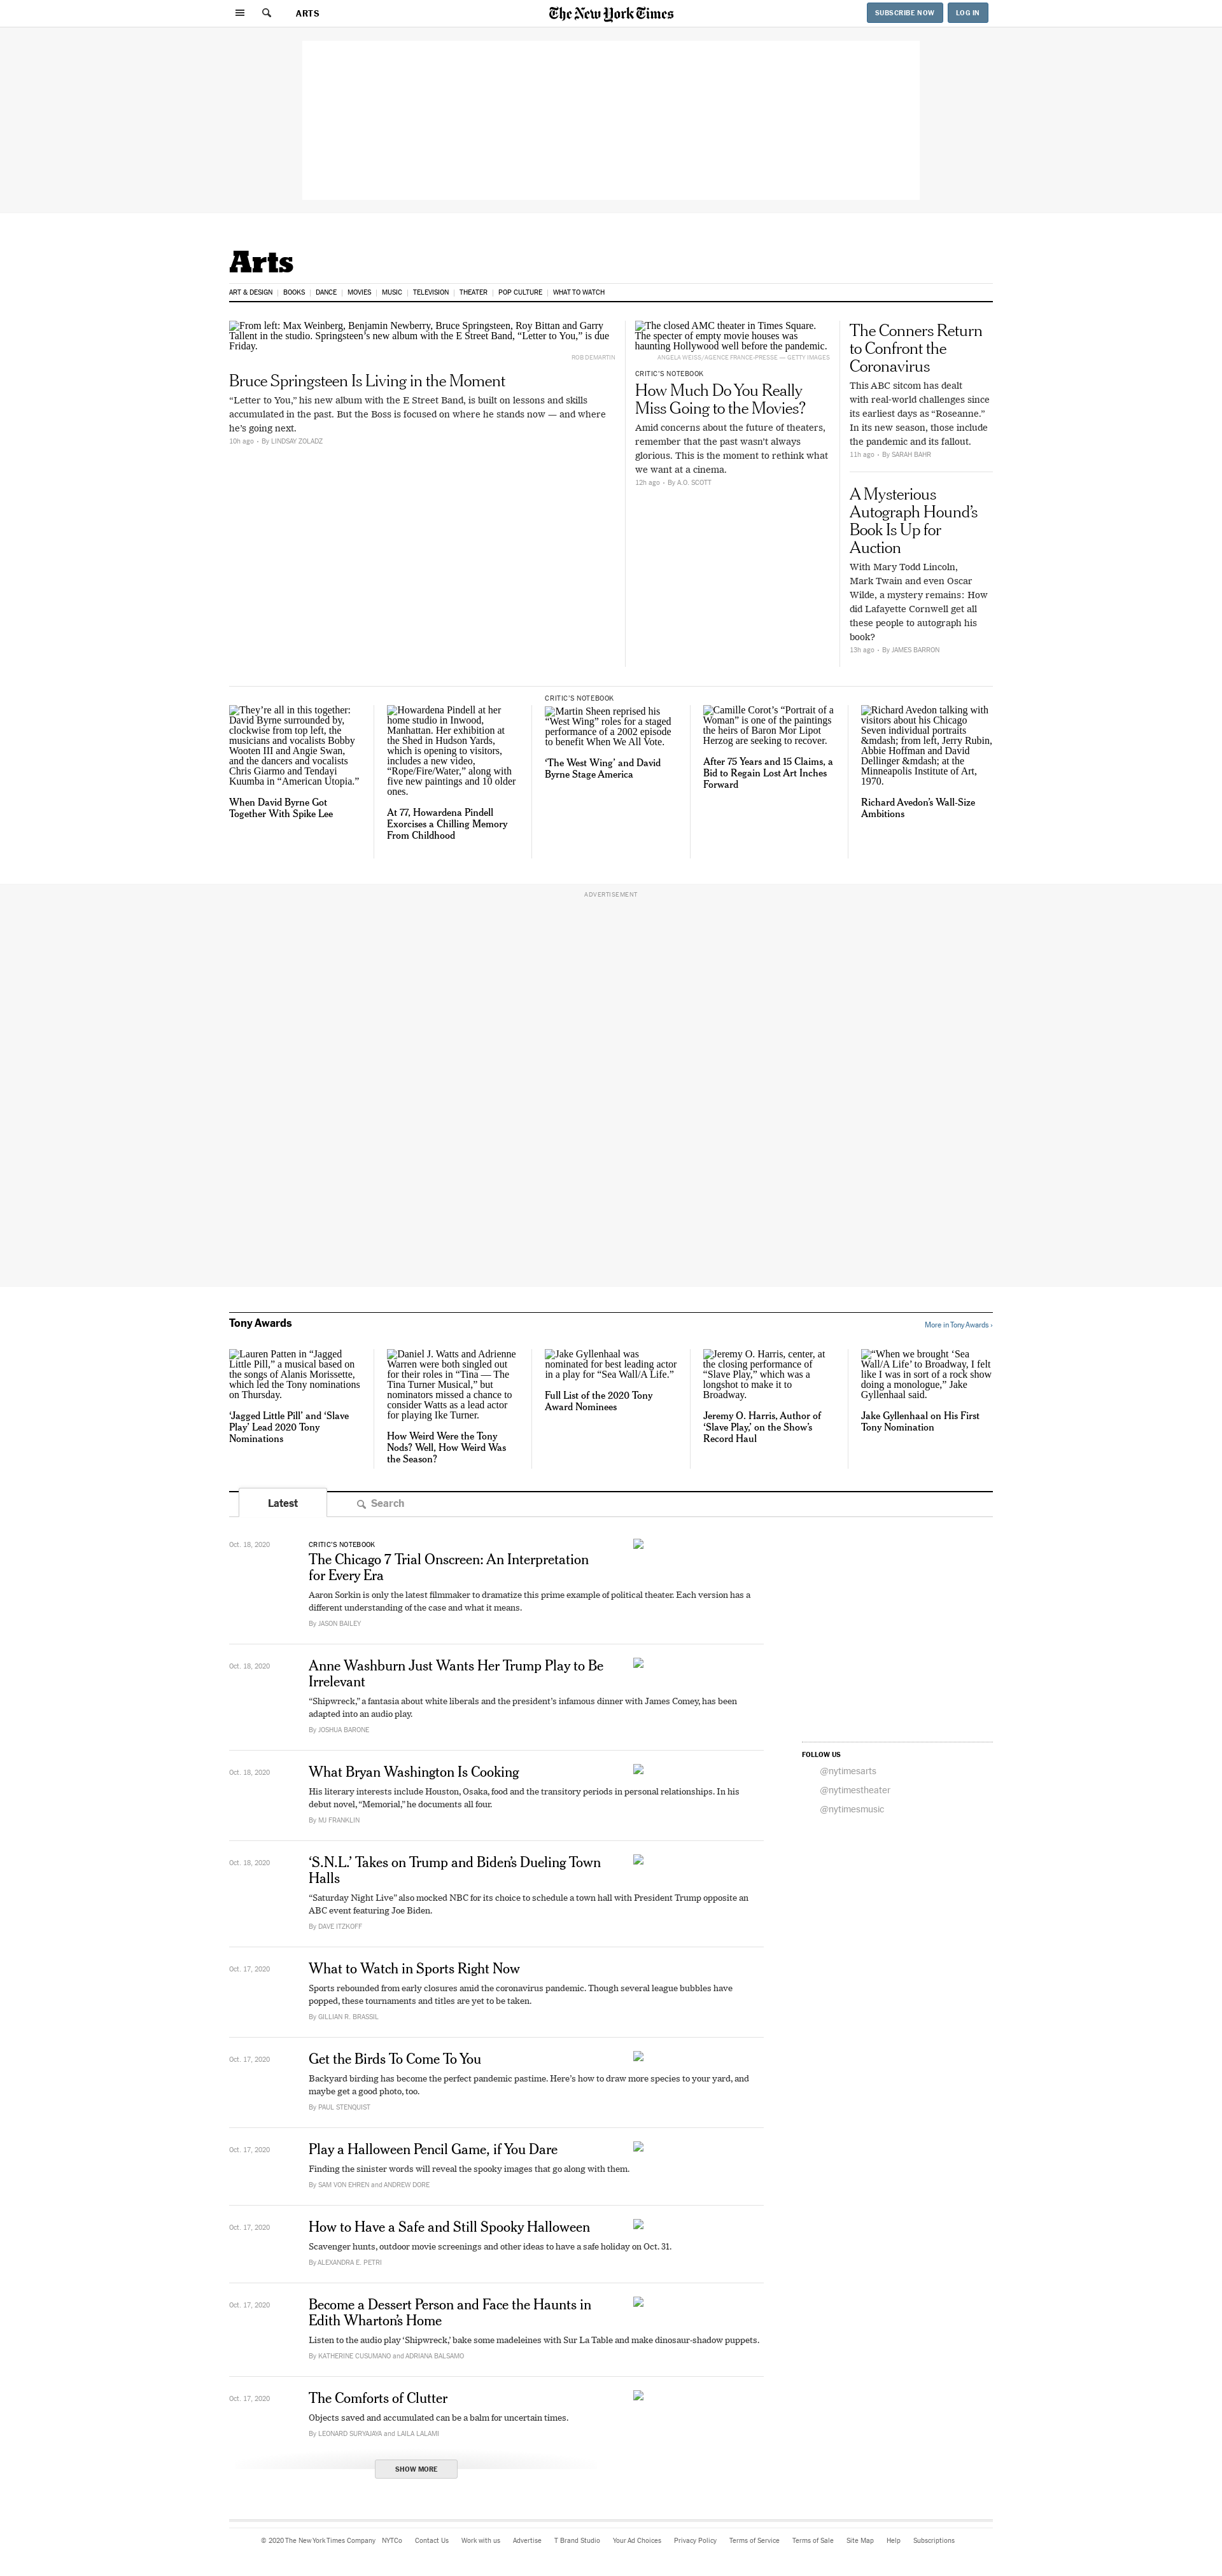 ARTS
The New York Times
SUBSCRIBE NOW
LOG IN
Arts
ART & DESIGN
BOOKS
DANCE
MOVIES
MUSIC
TELEVISION
THEATER
POP CULTURE
WHAT TO WATCH
From left: Max Weinberg, Benjamin Newberry, Bruce Springsteen, Roy Bittan and Garry
Tallent in the studio. Springsteen’s new album with the E Street Band, “Letter to You,” is due
Friday.
ROB DEMARTIN
Bruce Springsteen Is Living in the Moment
“Letter to You,” his new album with the E Street Band, is built on lessons and skills
accumulated in the past. But the Boss is focused on where he stands now — and where
he’s going next.
10h ago • By LINDSAY ZOLADZ
The closed AMC theater in Times Square.
The specter of empty movie houses was
haunting Hollywood well before the pandemic.
ANGELA WEISS/AGENCE FRANCE-PRESSE — GETTY IMAGES
CRITIC’S NOTEBOOK
How Much Do You Really
Miss Going to the Movies?
Amid concerns about the future of theaters,
remember that the past wasn’t always
glorious. This is the moment to rethink what
we want at a cinema.
12h ago • By A.O. SCOTT
The Conners Return
to Confront the
Coronavirus
This ABC sitcom has dealt
with real-world challenges since
its earliest days as “Roseanne.”
In its new season, those include
the pandemic and its fallout.
11h ago • By SARAH BAHR
A Mysterious
Autograph Hound’s
Book Is Up for
Auction
With Mary Todd Lincoln,
Mark Twain and even Oscar
Wilde, a mystery remains: How
did Lafayette Cornwell get all
these people to autograph his
book?
13h ago • By JAMES BARRON
They’re all in this together:
David Byrne surrounded by,
clockwise from top left, the
musicians and vocalists Bobby
Wooten III and Angie Swan,
and the dancers and vocalists
Chris Giarmo and Tendayi
Kuumba in “American Utopia.”
When David Byrne Got
Together With Spike Lee
Howardena Pindell at her
home studio in Inwood,
Manhattan. Her exhibition at
the Shed in Hudson Yards,
which is opening to visitors,
includes a new video,
“Rope/Fire/Water,” along with
five new paintings and 10 older
ones.
At 77, Howardena Pindell
Exorcises a Chilling Memory
From Childhood
CRITIC’S NOTEBOOK
Martin Sheen reprised his
“West Wing” roles for a staged
performance of a 2002 episode
to benefit When We All Vote.
‘The West Wing’ and David
Byrne Stage America
Camille Corot’s “Portrait of a
Woman” is one of the paintings
the heirs of Baron Mor Lipot
Herzog are seeking to recover.
After 75 Years and 15 Claims, a
Bid to Regain Lost Art Inches
Forward
Richard Avedon talking with
visitors about his Chicago
Seven individual portraits
&mdash; from left, Jerry Rubin,
Abbie Hoffman and David
Dellinger &mdash; at the
Minneapolis Institute of Art,
1970.
Richard Avedon’s Wall-Size
Ambitions
ADVERTISEMENT
Tony Awards
More in Tony Awards ›
Lauren Patten in “Jagged
Little Pill,” a musical based on
the songs of Alanis Morissette,
which led the Tony nominations
on Thursday.
‘Jagged Little Pill’ and ‘Slave
Play’ Lead 2020 Tony
Nominations
Daniel J. Watts and Adrienne
Warren were both singled out
for their roles in “Tina — The
Tina Turner Musical,” but
nominators missed a chance to
consider Watts as a lead actor
for playing Ike Turner.
How Weird Were the Tony
Nods? Well, How Weird Was
the Season?
Jake Gyllenhaal was
nominated for best leading actor
in a play for “Sea Wall/A Life.”
Full List of the 2020 Tony
Award Nominees
Jeremy O. Harris, center, at
the closing performance of
“Slave Play,” which was a
longshot to make it to
Broadway.
Jeremy O. Harris, Author of
‘Slave Play,’ on the Show’s
Record Haul
“When we brought ‘Sea
Wall/A Life’ to Broadway, I felt
like I was in sort of a rock show
doing a monologue,” Jake
Gyllenhaal said.
Jake Gyllenhaal on His First
Tony Nomination
Latest
Search
Oct. 18, 2020
CRITIC’S NOTEBOOK
The Chicago 7 Trial Onscreen: An Interpretation
for Every Era
Aaron Sorkin is only the latest filmmaker to dramatize this prime example of political theater. Each version has a
different understanding of the case and what it means.
By JASON BAILEY
Oct. 18, 2020
Anne Washburn Just Wants Her Trump Play to Be
Irrelevant
“Shipwreck,” a fantasia about white liberals and the president’s infamous dinner with James Comey, has been
adapted into an audio play.
By JOSHUA BARONE
Oct. 18, 2020
What Bryan Washington Is Cooking
His literary interests include Houston, Osaka, food and the transitory periods in personal relationships. In his
debut novel, “Memorial,” he documents all four.
By MJ FRANKLIN
Oct. 18, 2020
‘S.N.L.’ Takes on Trump and Biden’s Dueling Town
Halls
“Saturday Night Live” also mocked NBC for its choice to schedule a town hall with President Trump opposite an
ABC event featuring Joe Biden.
By DAVE ITZKOFF
Oct. 17, 2020
What to Watch in Sports Right Now
Sports rebounded from early closures amid the coronavirus pandemic. Though several league bubbles have
popped, these tournaments and titles are yet to be taken.
By GILLIAN R. BRASSIL
Oct. 17, 2020
Get the Birds To Come To You
Backyard birding has become the perfect pandemic pastime. Here’s how to draw more species to your yard, and
maybe get a good photo, too.
By PAUL STENQUIST
Oct. 17, 2020
Play a Halloween Pencil Game, if You Dare
Finding the sinister words will reveal the spooky images that go along with them.
By SAM VON EHREN and ANDREW DORE
Oct. 17, 2020
How to Have a Safe and Still Spooky Halloween
Scavenger hunts, outdoor movie screenings and other ideas to have a safe holiday on Oct. 31.
By ALEXANDRA E. PETRI
Oct. 17, 2020
Become a Dessert Person and Face the Haunts in
Edith Wharton’s Home
Listen to the audio play ‘Shipwreck,’ bake some madeleines with Sur La Table and make dinosaur-shadow puppets.
By KATHERINE CUSUMANO and ADRIANA BALSAMO
Oct. 17, 2020
The Comforts of Clutter
Objects saved and accumulated can be a balm for uncertain times.
By LEONARD SURYAJAYA and LAILA LALAMI
SHOW MORE
FOLLOW US
@nytimesarts
@nytimestheater
@nytimesmusic
© 2020 The New York Times Company
NYTCo
Contact Us
Work with us
Advertise
T Brand Studio
Your Ad Choices
Privacy Policy
Terms of Service
Terms of Sale
Site Map
Help
Subscriptions